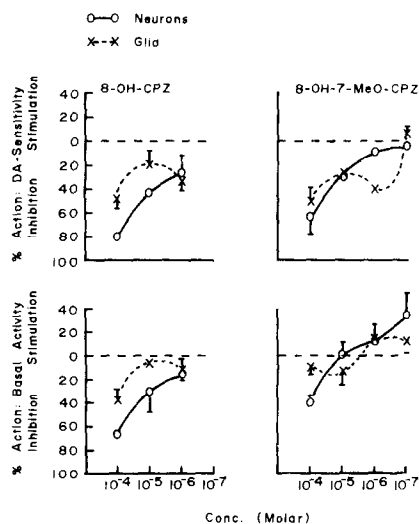 Neurons
Glia
8-OH-CPZ
8-OH-7-MeO-CPZ
% Action: DA-Sensitivity
Inhibition Stimulation
40
20
0
20
40
60
80
100
40
20
0
20
40
60
80
100
% Action: Basal Activity
Inhibition Stimulation
40
20
0
20
40
60
80
100
40
20
0
20
40
60
80
100
10-4 10-5 10-6 10-7
10-4 10-5 10-6 10-7
Conc. (Molar)